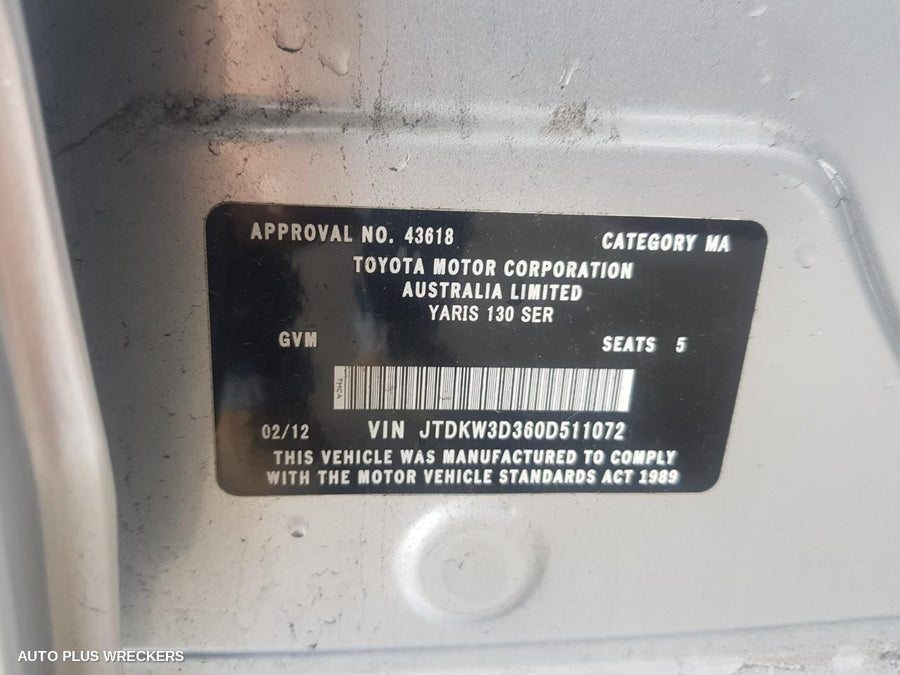 APPROVAL NO. 43618 CATEGORY MA
TOYOTA MOTOR CORPORATION
AUSTRALIA LIMITED
YARIS 130 SER
GVM SEATS 5
TMCA
02/12 VIN JTDKW3D360D511072
THIS VEHICLE WAS MANUFACTURED TO COMPLY
WITH THE MOTOR VEHICLE STANDARDS ACT 1989
AUTO PLUS WRECKERS